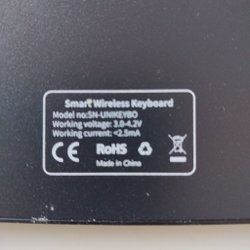 Smart Wireless Keyboard
Model no:SN-UNIKEYBO
Working voltage: 3.0-4.2V
Working current: <2.5mA
CE RoHS
Made in China